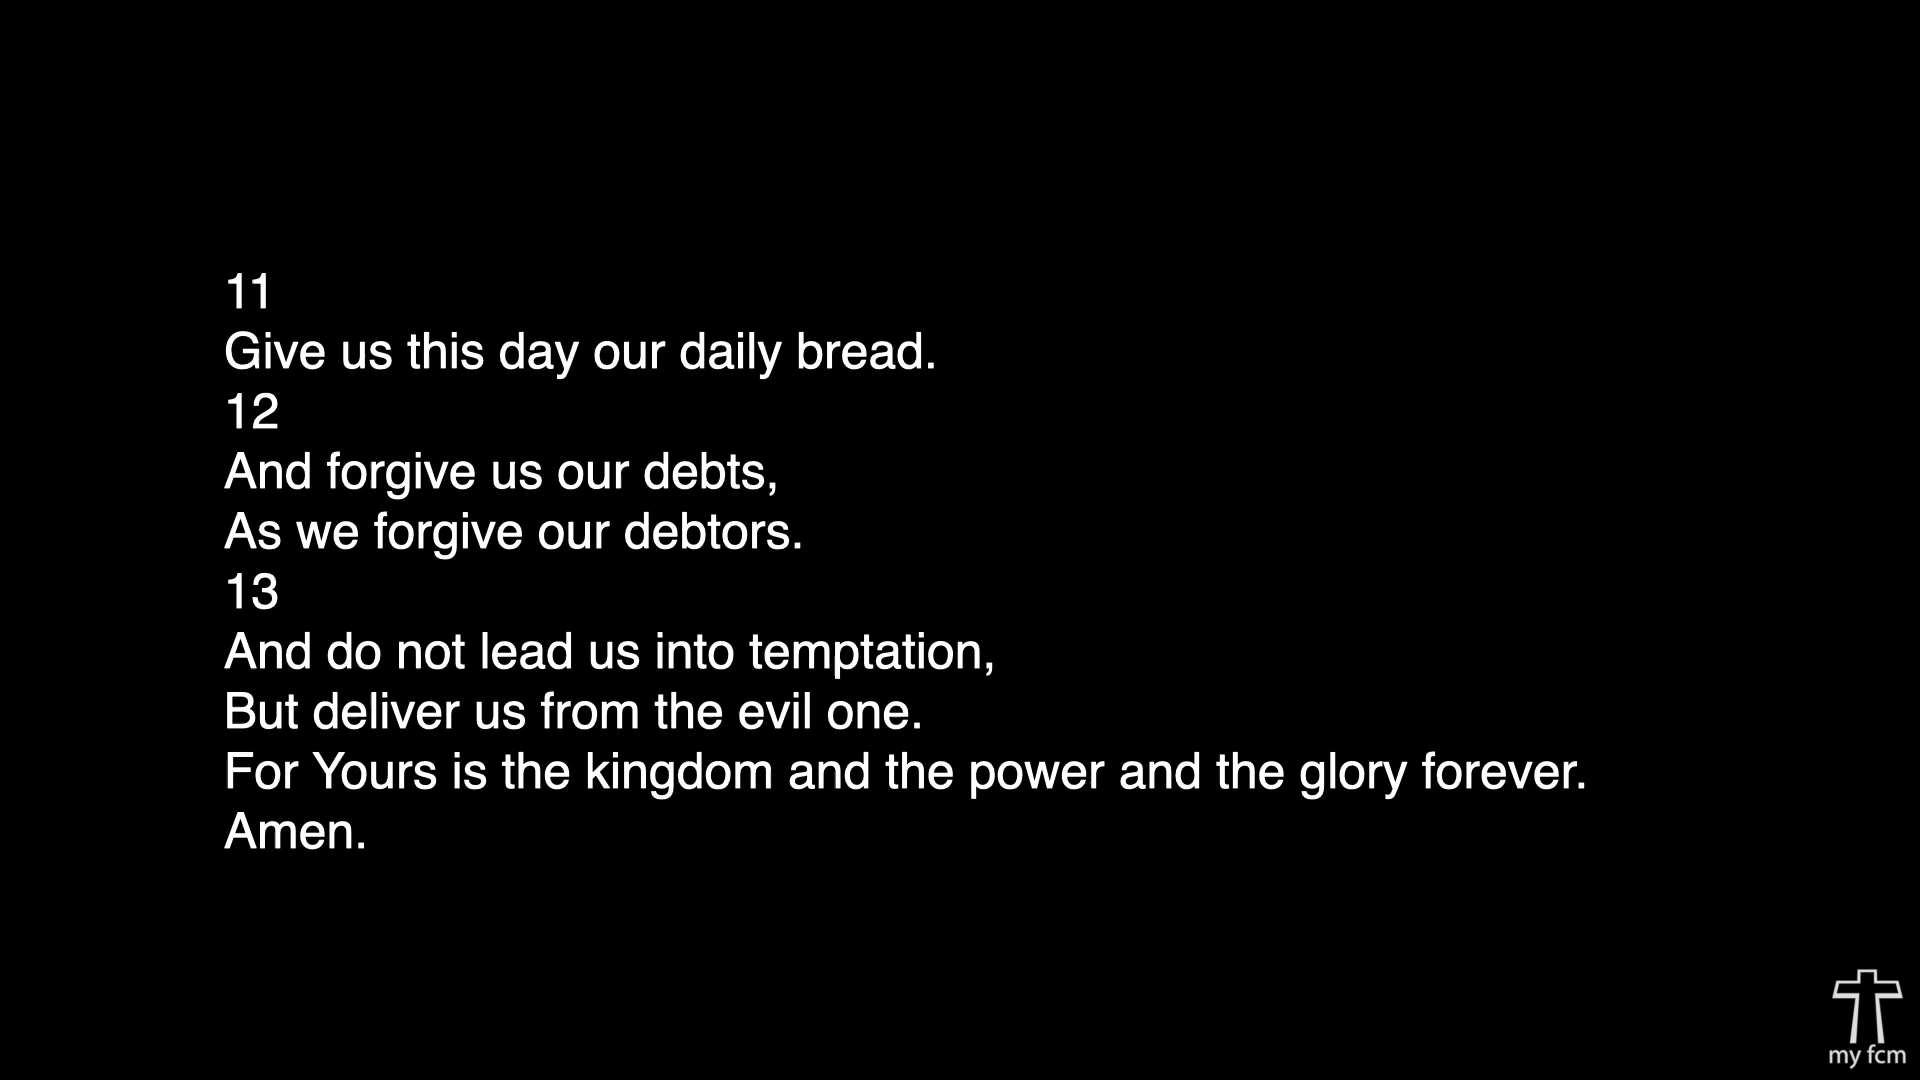 11
Give us this day our daily bread.
12
And forgive us our debts,
As we forgive our debtors.
13
And do not lead us into temptation,
But deliver us from the evil one.
For Yours is the kingdom and the power and the glory forever.
Amen.
my fcm